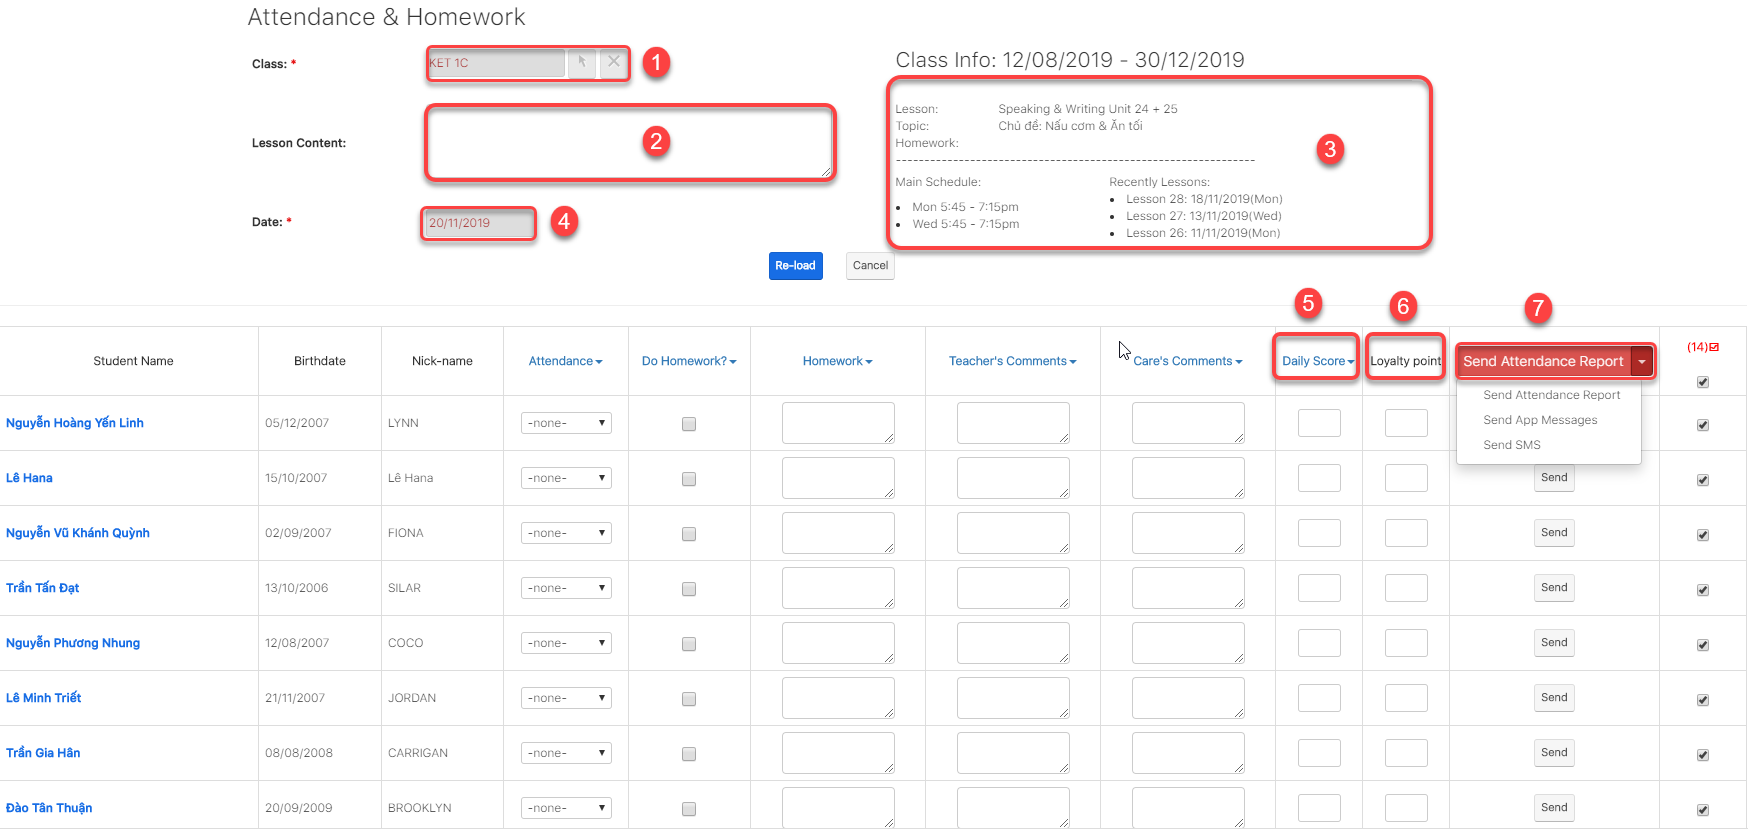 Attendance & Homework
Class: *
KET 1C
1
Class Info: 12/08/2019 - 30/12/2019
Lesson Content:
2
Lesson: Speaking & Writing Unit 24 + 25
Topic: Chủ đề: Nấu cơm & Ăn tối
Homework:
3
--------------------------------------------------------------
Main Schedule:
Mon 5:45 - 7:15pm
Wed 5:45 - 7:15pm
Recently Lessons:
Lesson 28: 18/11/2019(Mon)
Lesson 27: 13/11/2019(Wed)
Lesson 26: 11/11/2019(Mon)
Date: *
20/11/2019
4
Re-load Cancel
5 6 7
Student Name Birthdate Nick-name Attendance Do Homework? Homework Teacher's Comments Care's Comments Daily Score Loyalty point Send Attendance Report (14)
Send Attendance Report
Send App Messages
Send SMS
Nguyễn Hoàng Yến Linh 05/12/2007 LYNN -none-
Lê Hana 15/10/2007 Lê Hana -none- Send
Nguyễn Vũ Khánh Quỳnh 02/09/2007 FIONA -none- Send
Trần Tấn Đạt 13/10/2006 SILAR -none- Send
Nguyễn Phương Nhung 12/08/2007 COCO -none- Send
Lê Minh Triết 21/11/2007 JORDAN -none- Send
Trần Gia Hân 08/08/2008 CARRIGAN -none- Send
Đào Tân Thuận 20/09/2009 BROOKLYN -none- Send